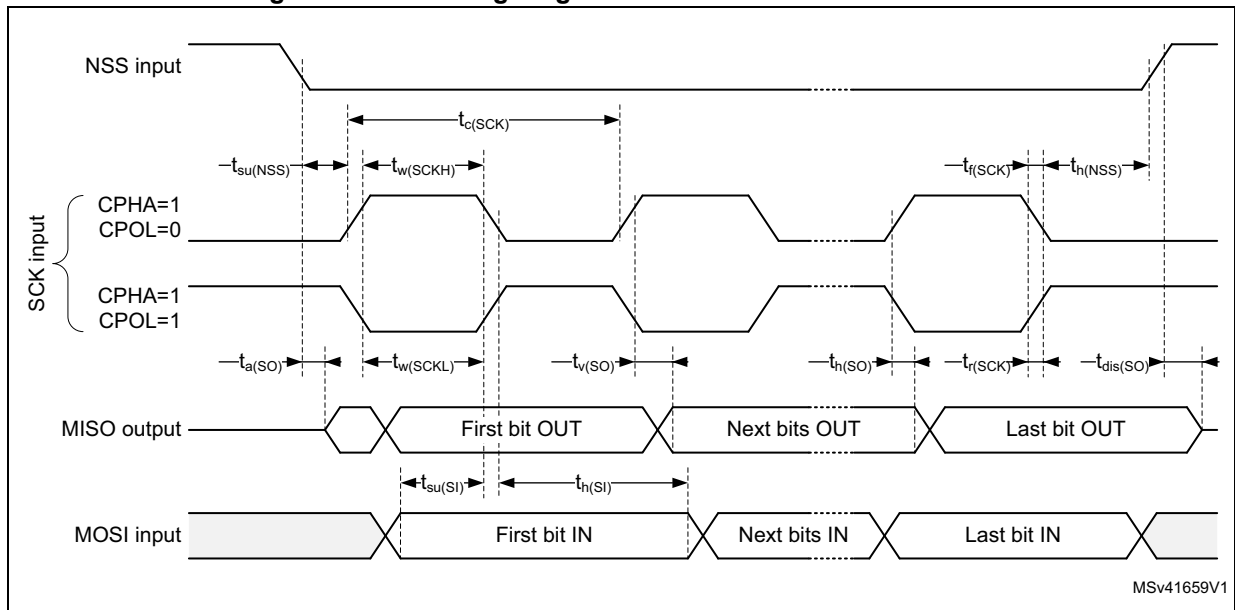 NSS input
tc(SCK)
tsu(NSS)
tw(SCKH)
tf(SCK)
th(NSS)
SCK input
CPHA=1
CPOL=0
CPHA=1
CPOL=1
ta(SO)
tw(SCKL)
tv(SO)
th(SO)
tr(SCK)
tdis(SO)
MISO output
First bit OUT
Next bits OUT
Last bit OUT
tsu(SI)
th(SI)
MOSI input
First bit IN
Next bits IN
Last bit IN
MSv41659V1